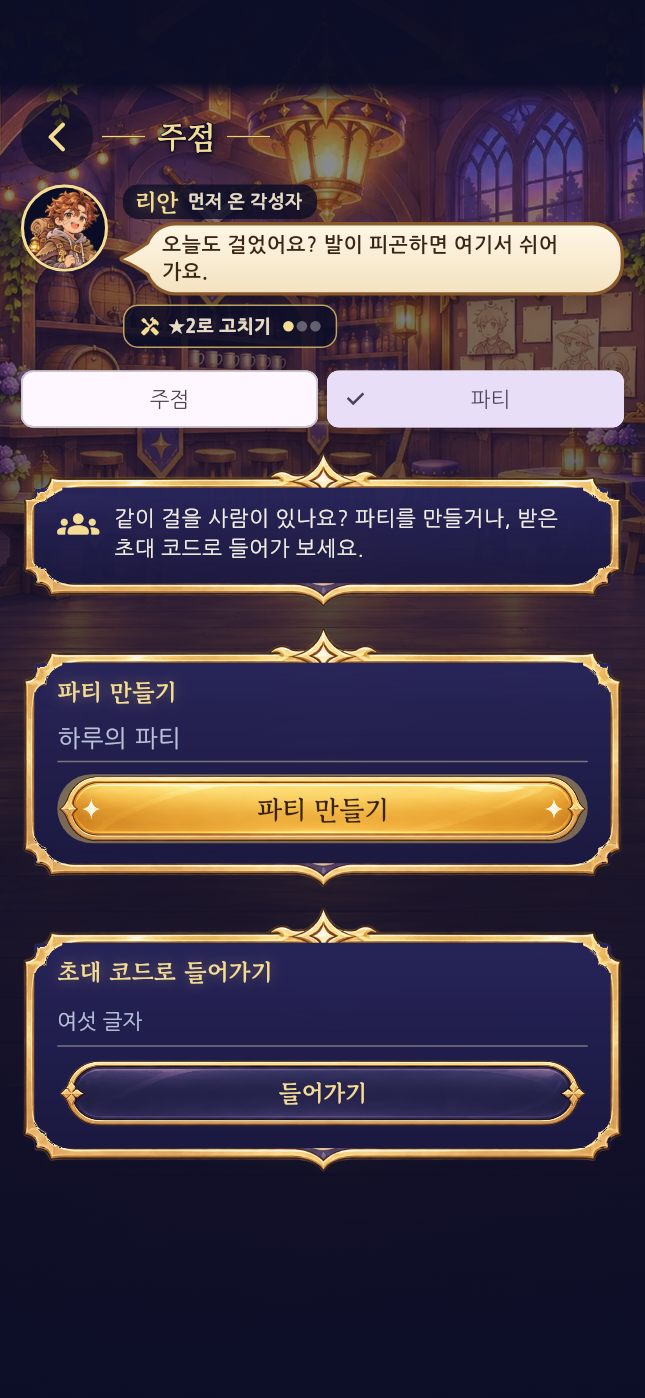 주점
리안 먼저 온 각성자
오늘도 걸었어요? 발이 피곤하면 여기서 쉬어
가요.
★2로 고치기
주점
파티
같이 걸을 사람이 있나요? 파티를 만들거나, 받은
초대 코드로 들어가 보세요.
파티 만들기
하루의 파티
파티 만들기
초대 코드로 들어가기
여섯 글자
들어가기